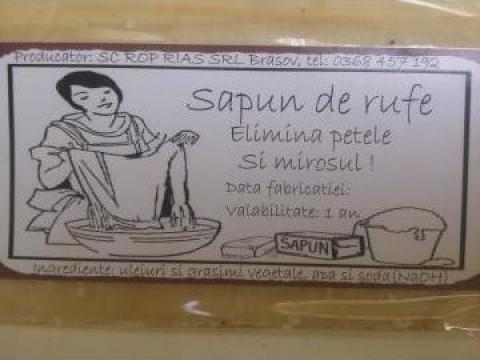 Producator: SC ROP RIAS SRL Brasov, tel: 0368 457 192
Sapun de rufe
Elimina petele
Si mirosul !
Data fabricatiei:
Valabilitate: 1 an
SAPUN
Ingrediente: uleiuri si grasimi vegetale, apa si soda(NaOH)